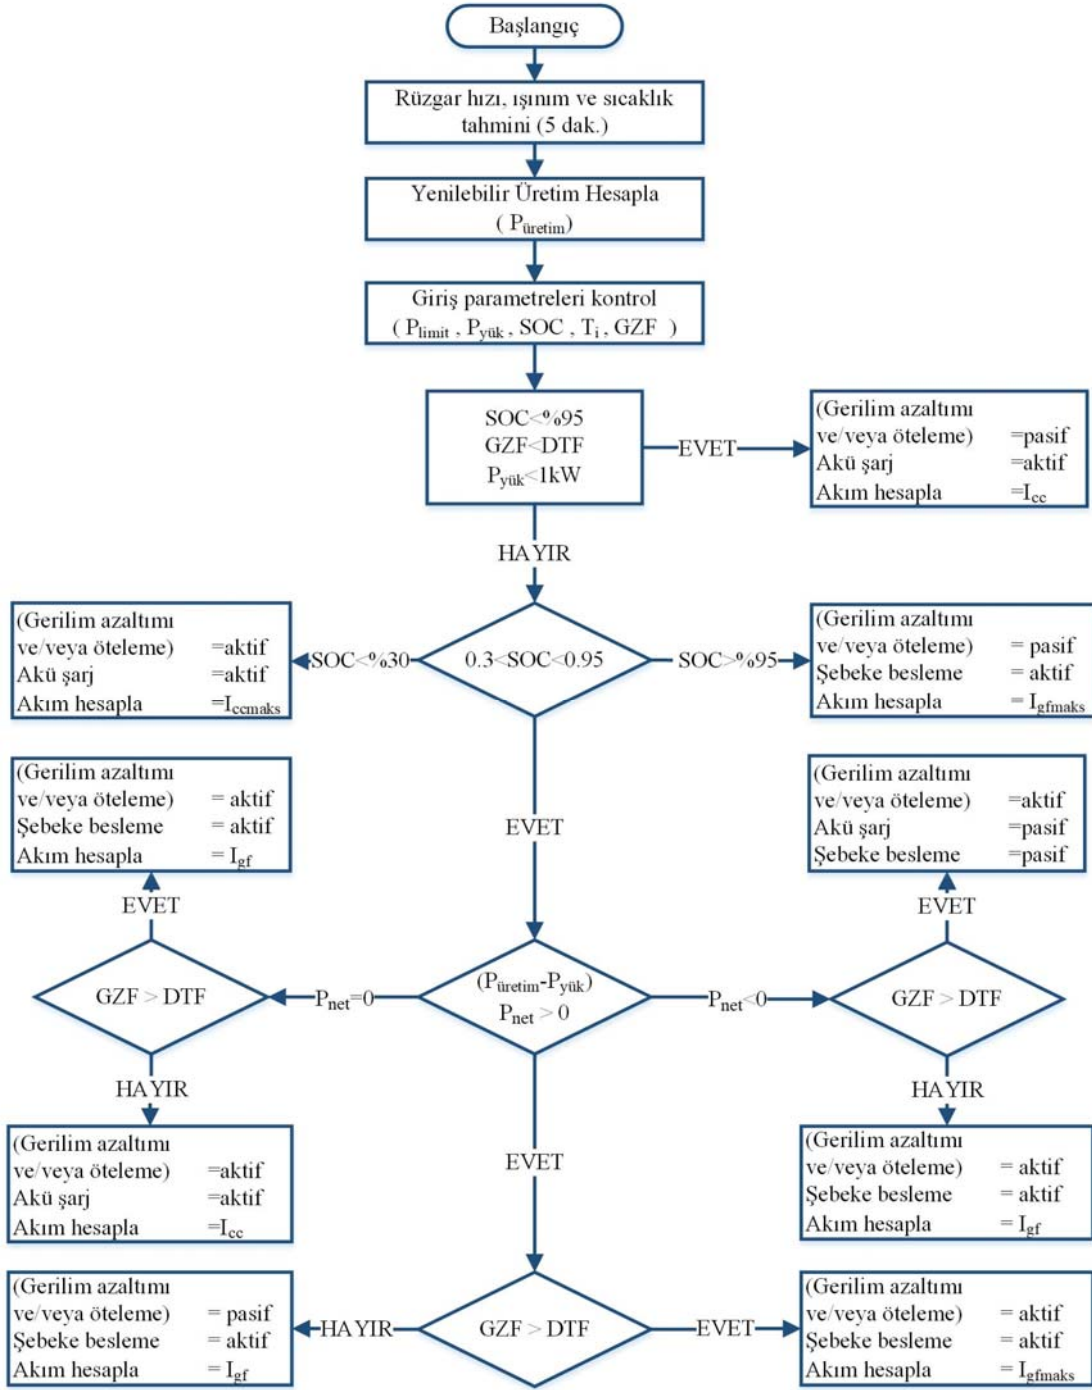 Başlangıç
Rüzgar hızı, ışınım ve sıcaklık
tahmini (5 dak.)
Yenilebilir Üretim Hesapla
( Püretim)
Giriş parametreleri kontrol
( Plimit , Pyük , SOC , Ti , GZF )
SOC<%95
GZF<DTF
Pyük<1kW
EVET
(Gerilim azaltımı
ve/veya öteleme) =pasif
Akü şarj =aktif
Akım hesapla =Icc
HAYIR
(Gerilim azaltımı
ve/veya öteleme) =aktif
Akü şarj =aktif
Akım hesapla =Iccmaks
SOC<%30
0.3<SOC<0.95
SOC>%95
(Gerilim azaltımı
ve/veya öteleme) = pasif
Şebeke besleme = aktif
Akım hesapla = Igfmaks
(Gerilim azaltımı
ve/veya öteleme) = aktif
Şebeke besleme = aktif
Akım hesapla = Igf
EVET
(Gerilim azaltımı
ve/veya öteleme) =aktif
Akü şarj =pasif
Şebeke besleme =pasif
EVET
EVET
GZF > DTF
Pnet=0
(Püretim-Pyük)
Pnet > 0
Pnet<0
GZF > DTF
HAYIR
HAYIR
(Gerilim azaltımı
ve/veya öteleme) =aktif
Akü şarj =aktif
Akım hesapla =Icc
EVET
(Gerilim azaltımı
ve/veya öteleme) = aktif
Şebeke besleme = aktif
Akım hesapla = Igf
(Gerilim azaltımı
ve/veya öteleme) = pasif
Şebeke besleme = aktif
Akım hesapla = Igf
HAYIR
GZF > DTF
EVET
(Gerilim azaltımı
ve/veya öteleme) = aktif
Şebeke besleme = aktif
Akım hesapla = Igfmaks